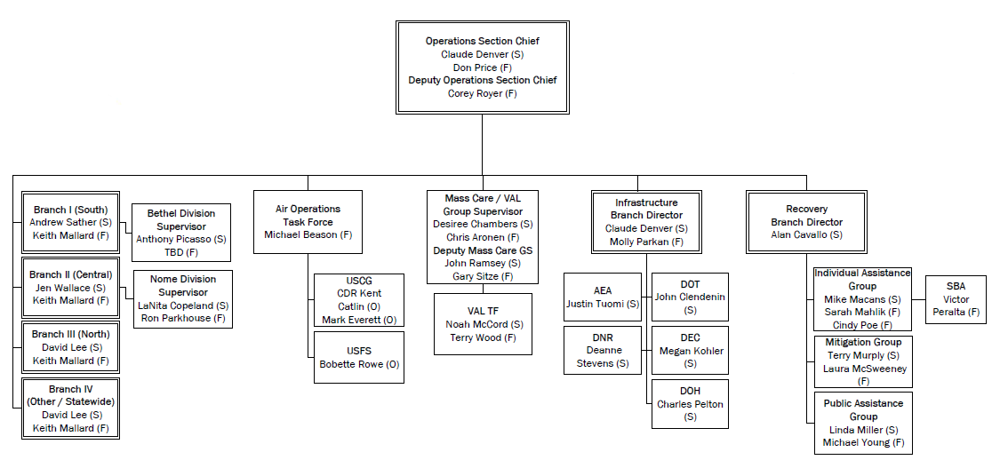 Operations Section Chief
Claude Denver (S)
Don Price (F)
Deputy Operations Section Chief
Corey Royer (F)
Branch I (South)
Andrew Sather (S)
Keith Mallard (F)
Bethel Division
Supervisor
Anthony Picasso (S)
TBD (F)
Branch II (Central)
Jen Wallace (S)
Keith Mallard (F)
Nome Division
Supervisor
LaNita Copeland (S)
Ron Parkhouse (F)
Branch III (North)
David Lee (S)
Keith Mallard (F)
Branch IV
(Other / Statewide)
David Lee (S)
Keith Mallard (F)
Air Operations
Task Force
Michael Beason (F)
USCG
CDR Kent
Catlin (O)
Mark Everett (O)
USFS
Bobette Rowe (O)
Mass Care / VAL
Group Supervisor
Desiree Chambers (S)
Chris Aronen (F)
Deputy Mass Care GS
John Ramsey (S)
Gary Sitze (F)
VAL TF
Noah McCord (S)
Terry Wood (F)
Infrastructure
Branch Director
Claude Denver (S)
Molly Parkan (F)
AEA
Justin Tuomi (S)
DOT
John Clendenin
(S)
DNR
Deanne
Stevens (S)
DEC
Megan Kohler
(S)
DOH
Charles Pelton
(S)
Recovery
Branch Director
Alan Cavallo (S)
Individual Assistance
Group
Mike Macans (S)
Sarah Mahlik (F)
Cindy Poe (F)
SBA
Victor
Peralta (F)
Mitigation Group
Terry Murply (S)
Laura McSweeney
(F)
Public Assistance
Group
Linda Miller (S)
Michael Young (F)